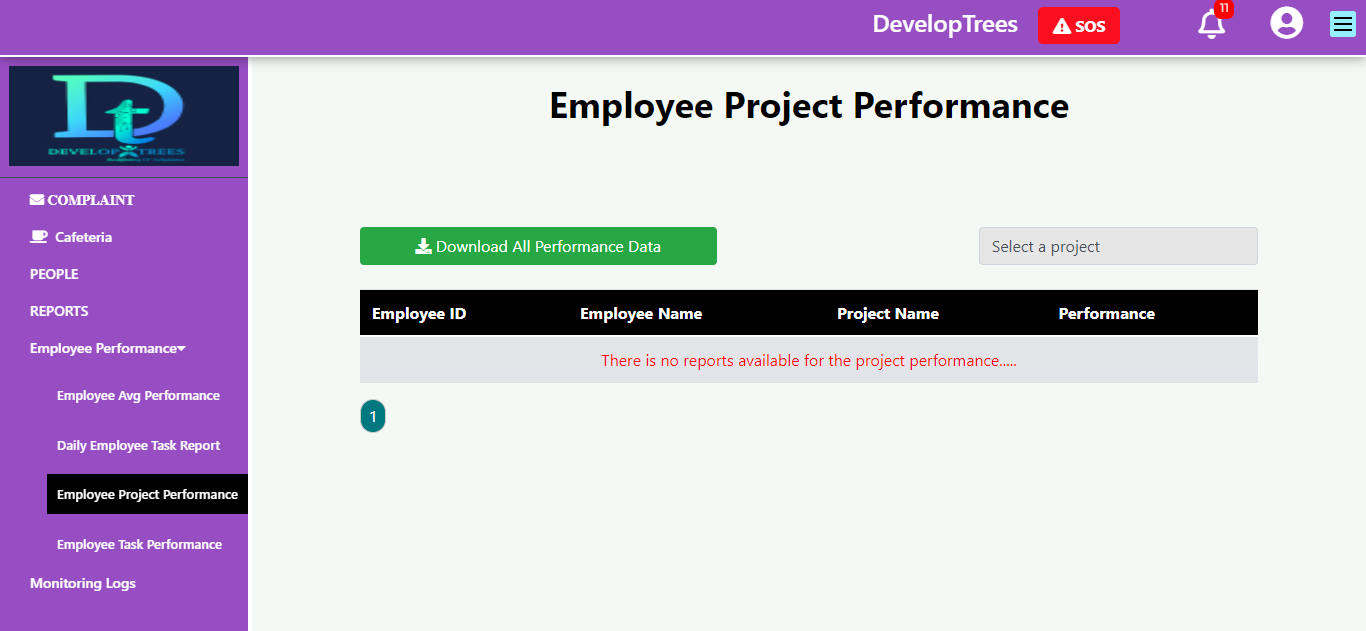 DevelopTrees
SOS
11
DEVELOP TREES
Employee Project Performance
COMPLAINT
Cafeteria
PEOPLE
REPORTS
Employee Performance
Employee Avg Performance
Daily Employee Task Report
Employee Project Performance
Employee Task Performance
Monitoring Logs
Download All Performance Data
Select a project
Employee ID Employee Name Project Name Performance
There is no reports available for the project performance.....
1